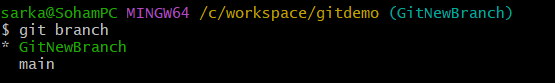 sarka@SohamPC MINGW64 /c/workspace/gitdemo (GitNewBranch)
$ git branch
* GitNewBranch
  main